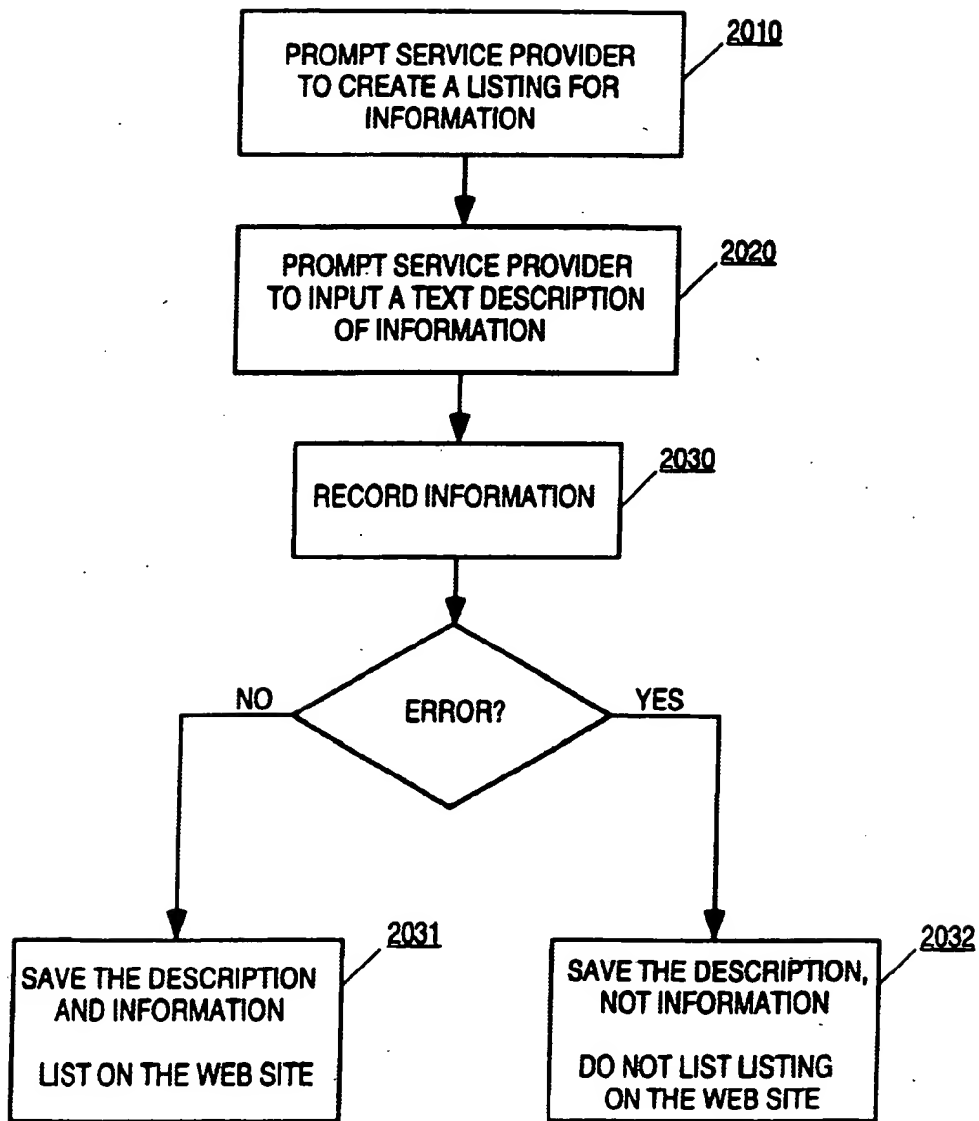 2010
PROMPT SERVICE PROVIDER
TO CREATE A LISTING FOR
INFORMATION
2020
PROMPT SERVICE PROVIDER
TO INPUT A TEXT DESCRIPTION
OF INFORMATION
2030
RECORD INFORMATION
NO
ERROR?
YES
2031
SAVE THE DESCRIPTION
AND INFORMATION
LIST ON THE WEB SITE
2032
SAVE THE DESCRIPTION,
NOT INFORMATION
DO NOT LIST LISTING
ON THE WEB SITE